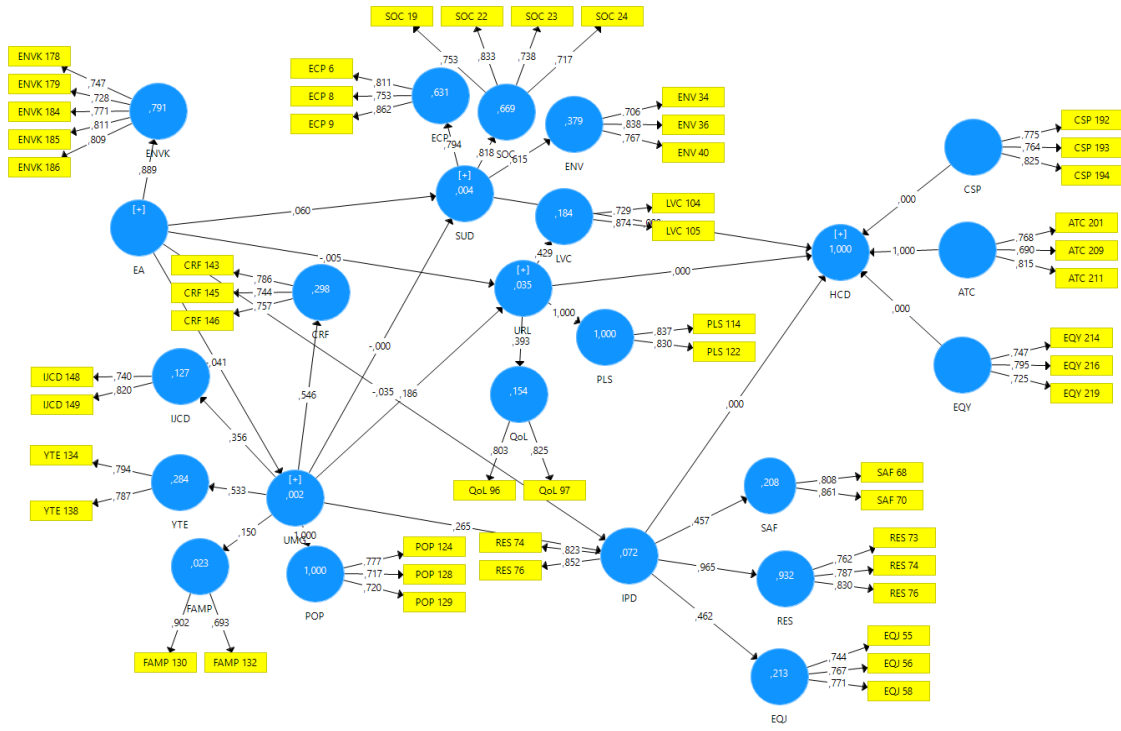 SOC 19
SOC 22
SOC 23
SOC 24
,753
,833
,738
,717
ENVK 178
ENVK 179
ENVK 184
ENVK 185
ENVK 186
,747
,728
,771
,811
,809
,791
ENVK
,889
ECP 6
ECP 8
ECP 9
,811
,753
,862
,631
ECP
,794
,669
SOC
,818
,379
ENV
,615
,706
,838
,767
ENV 34
ENV 36
ENV 40
CSP
,775
,764
,825
CSP 192
CSP 193
CSP 194
,000
[+]
EA
,060
-,005
[+]
,004
SUD
,184
LVC
,729
,874
LVC 104
LVC 105
,429
[+]
1,000
HCD
1,000
ATC
,768
,690
,815
ATC 201
ATC 209
ATC 211
CRF 143
CRF 145
CRF 146
,786
,744
,757
,298
CRF
[+]
,035
URL
,000
1,000
,393
1,000
PLS
,837
,830
PLS 114
PLS 122
,000
EQY
,747
,795
,725
EQY 214
EQY 216
EQY 219
-,000
-,041
-,035
,186
,546
,000
IJCD 148
IJCD 149
,740
,820
,127
IJCD
,356
,154
QoL
,803
,825
QoL 96
QoL 97
YTE 134
YTE 138
,794
,787
,284
YTE
,533
[+]
,002
UMG
,265
,150
1,000
,023
FAMP
,902
,693
FAMP 130
FAMP 132
1,000
POP
,777
,717
,720
POP 124
POP 128
POP 129
RES 74
RES 76
,823
,852
,072
IPD
,457
,208
SAF
,808
,861
SAF 68
SAF 70
,965
,932
RES
,762
,787
,830
RES 73
RES 74
RES 76
,462
,213
EQJ
,744
,767
,771
EQJ 55
EQJ 56
EQJ 58